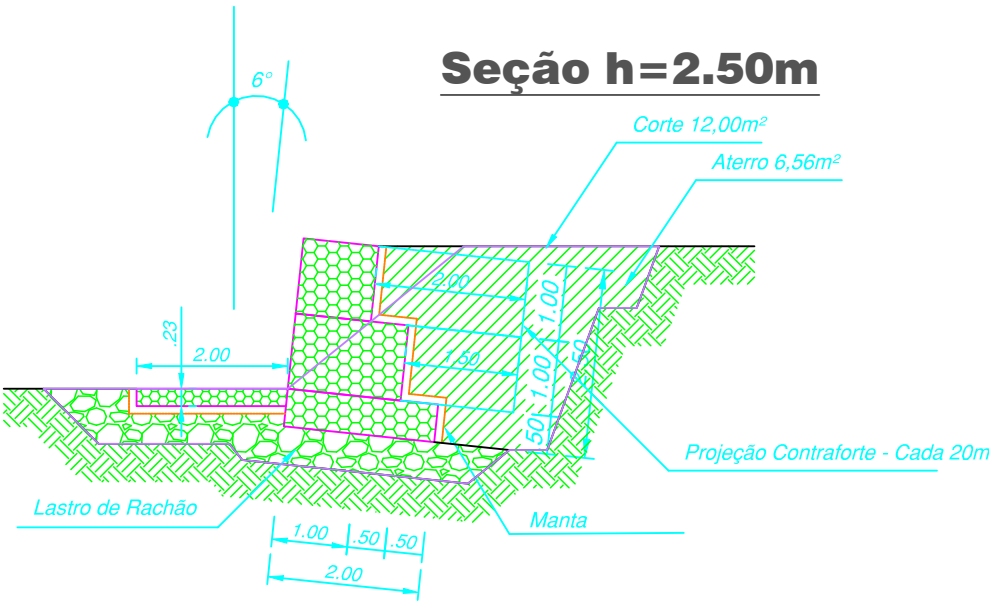 Seção h=2.50m
6°
Corte 12,00m²
Aterro 6,56m²
2.00
1.00
.23
2.00
1.50
1.00
.50
Projeção Contraforte - Cada 20m
Lastro de Rachão
Manta
1.00
.50
.50
2.00